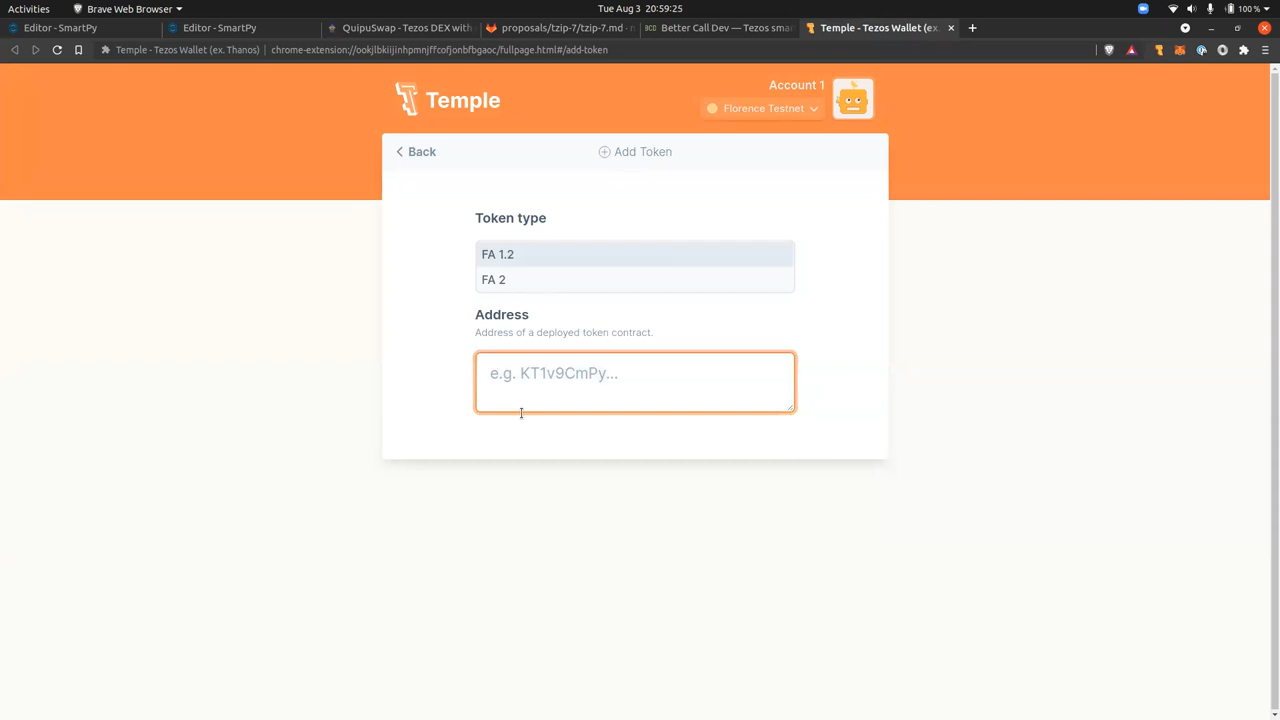 Activities
Brave Web Browser
Tue Aug 3 20:59:25
100 %
Editor - SmartPy
Editor - SmartPy
QuipuSwap - Tezos DEX with
proposals/tzip-7/tzip-7.md · n
BCD
Better Call Dev — Tezos smar
Temple - Tezos Wallet (ex.
Temple - Tezos Wallet (ex. Thanos)
chrome-extension://ookjlbkiijinhpmnjffcofjonbfbgaoc/fullpage.html#/add-token
Temple
Account 1
Florence Testnet
Back
Add Token
Token type
FA 1.2
FA 2
Address
Address of a deployed token contract.
e.g. KT1v9CmPy...